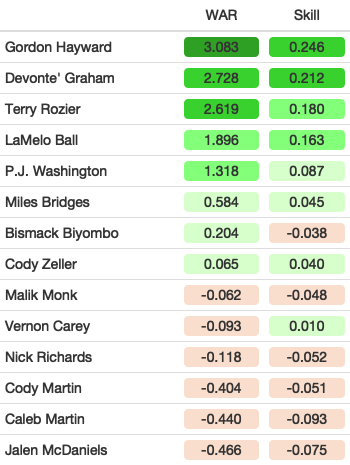 WAR Skill
Gordon Hayward 3.083 0.246
Devonte' Graham 2.728 0.212
Terry Rozier 2.619 0.180
LaMelo Ball 1.896 0.163
P.J. Washington 1.318 0.087
Miles Bridges 0.584 0.045
Bismack Biyombo 0.204 -0.038
Cody Zeller 0.065 0.040
Malik Monk -0.062 -0.048
Vernon Carey -0.093 0.010
Nick Richards -0.118 -0.052
Cody Martin -0.404 -0.051
Caleb Martin -0.440 -0.093
Jalen McDaniels -0.466 -0.075